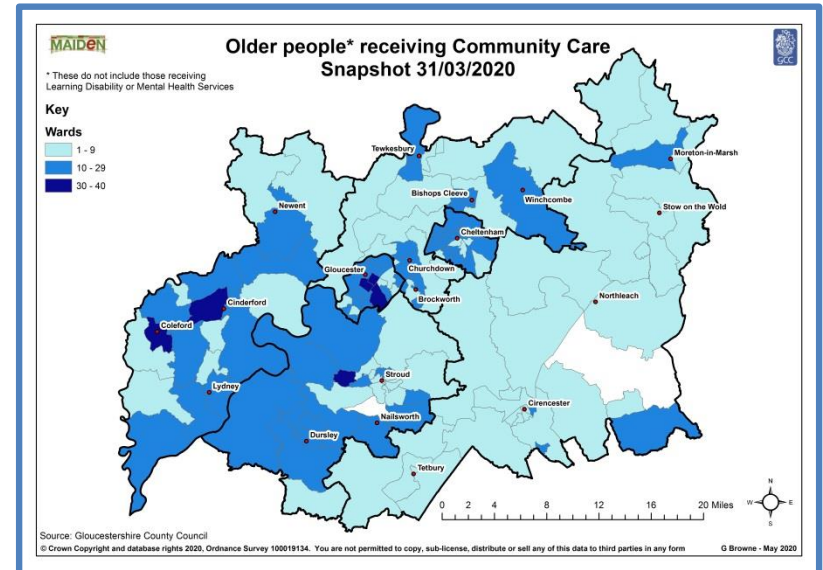 MAIDEN
Older people* receiving Community Care
Snapshot 31/03/2020
GCC
* These do not include those receiving
Learning Disability or Mental Health Services
Key
Wards
1 - 9
10 - 29
30 - 40
Tewkesbury
Moreton-in-Marsh
Bishops Cleeve
Winchcombe
Newent
Stow on the Wold
Cheltenham
Gloucester
Churchdown
Cinderford
Brockworth
Northleach
Coleford
Stroud
Lydney
Cirencester
Nailsworth
Dursley
Tetbury
N
W E
S
0 2 4 8 12 16 20 Miles
Source: Gloucestershire County Council
© Crown Copyright and database rights 2020, Ordnance Survey 100019134. You are not permitted to copy, sub-license, distribute or sell any of this data to third parties in any form G Browne - May 2020